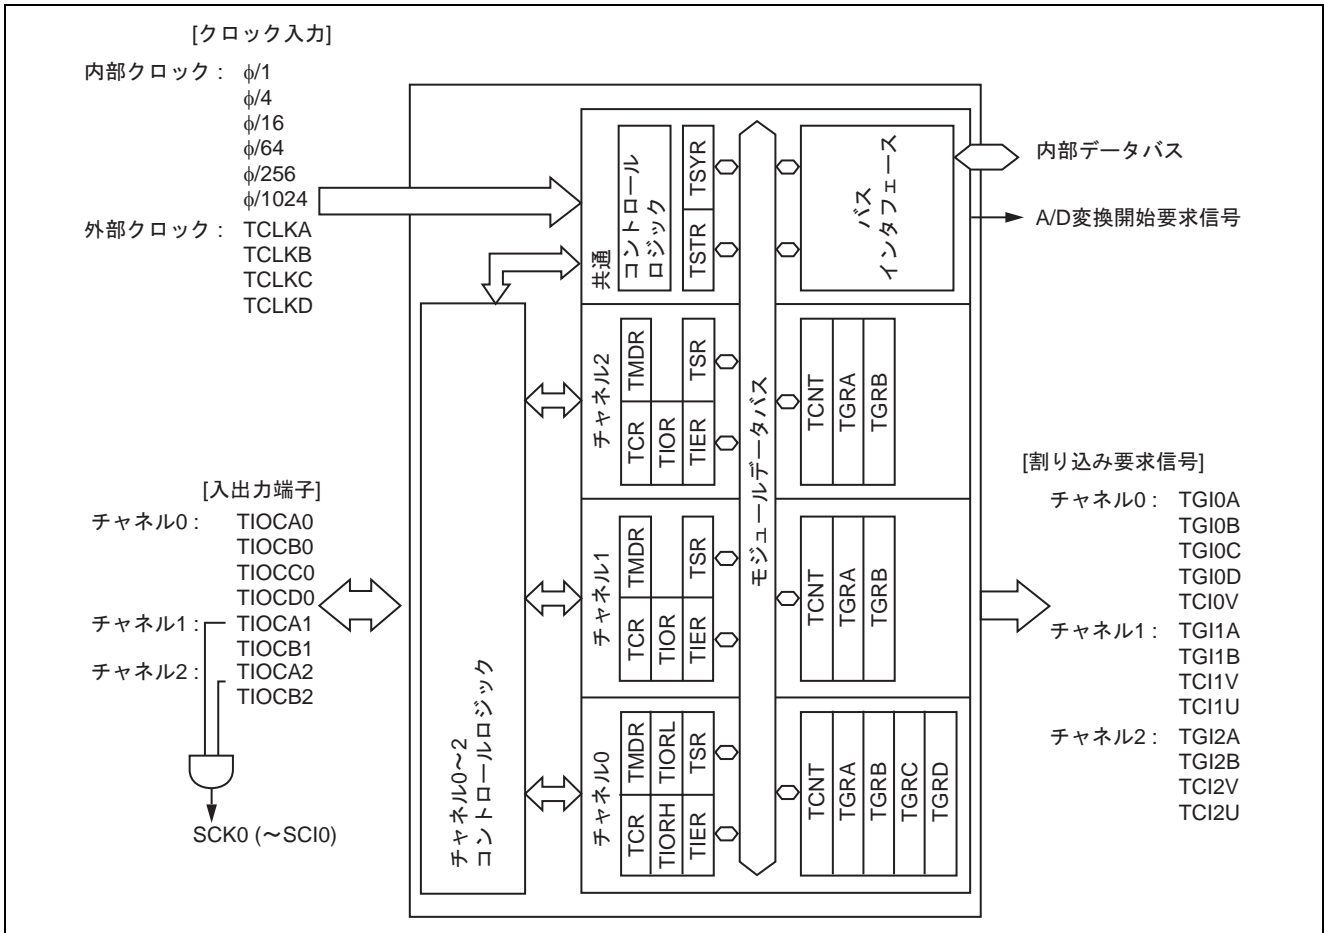 [クロック入力]
内部クロック: φ/1
φ/4
φ/16
φ/64
φ/256
φ/1024
外部クロック: TCLKA
TCLKB
TCLKC
TCLKD
[入出力端子]
チャネル0: TIOCA0
TIOCB0
TIOCC0
TIOCD0
チャネル1: TIOCA1
TIOCB1
チャネル2: TIOCA2
TIOCB2
SCK0 (~SCI0)
チャネル0~2
コントロールロジック
共通
コントロール
ロジック
TSYR
TSTR
バス
インタフェース
チャネル2
TMDR
TSR
TCR
TIOR
TIER
TCNT
TGRA
TGRB
チャネル1
TMDR
TSR
TCR
TIOR
TIER
TCNT
TGRA
TGRB
チャネル0
TMDR
TIORL
TSR
TCR
TIORH
TIER
TCNT
TGRA
TGRB
TGRC
TGRD
モジュールデータバス
内部データバス
A/D変換開始要求信号
[割り込み要求信号]
チャネル0: TGI0A
TGI0B
TGI0C
TGI0D
TCI0V
チャネル1: TGI1A
TGI1B
TCI1V
TCI1U
チャネル2: TGI2A
TGI2B
TCI2V
TCI2U